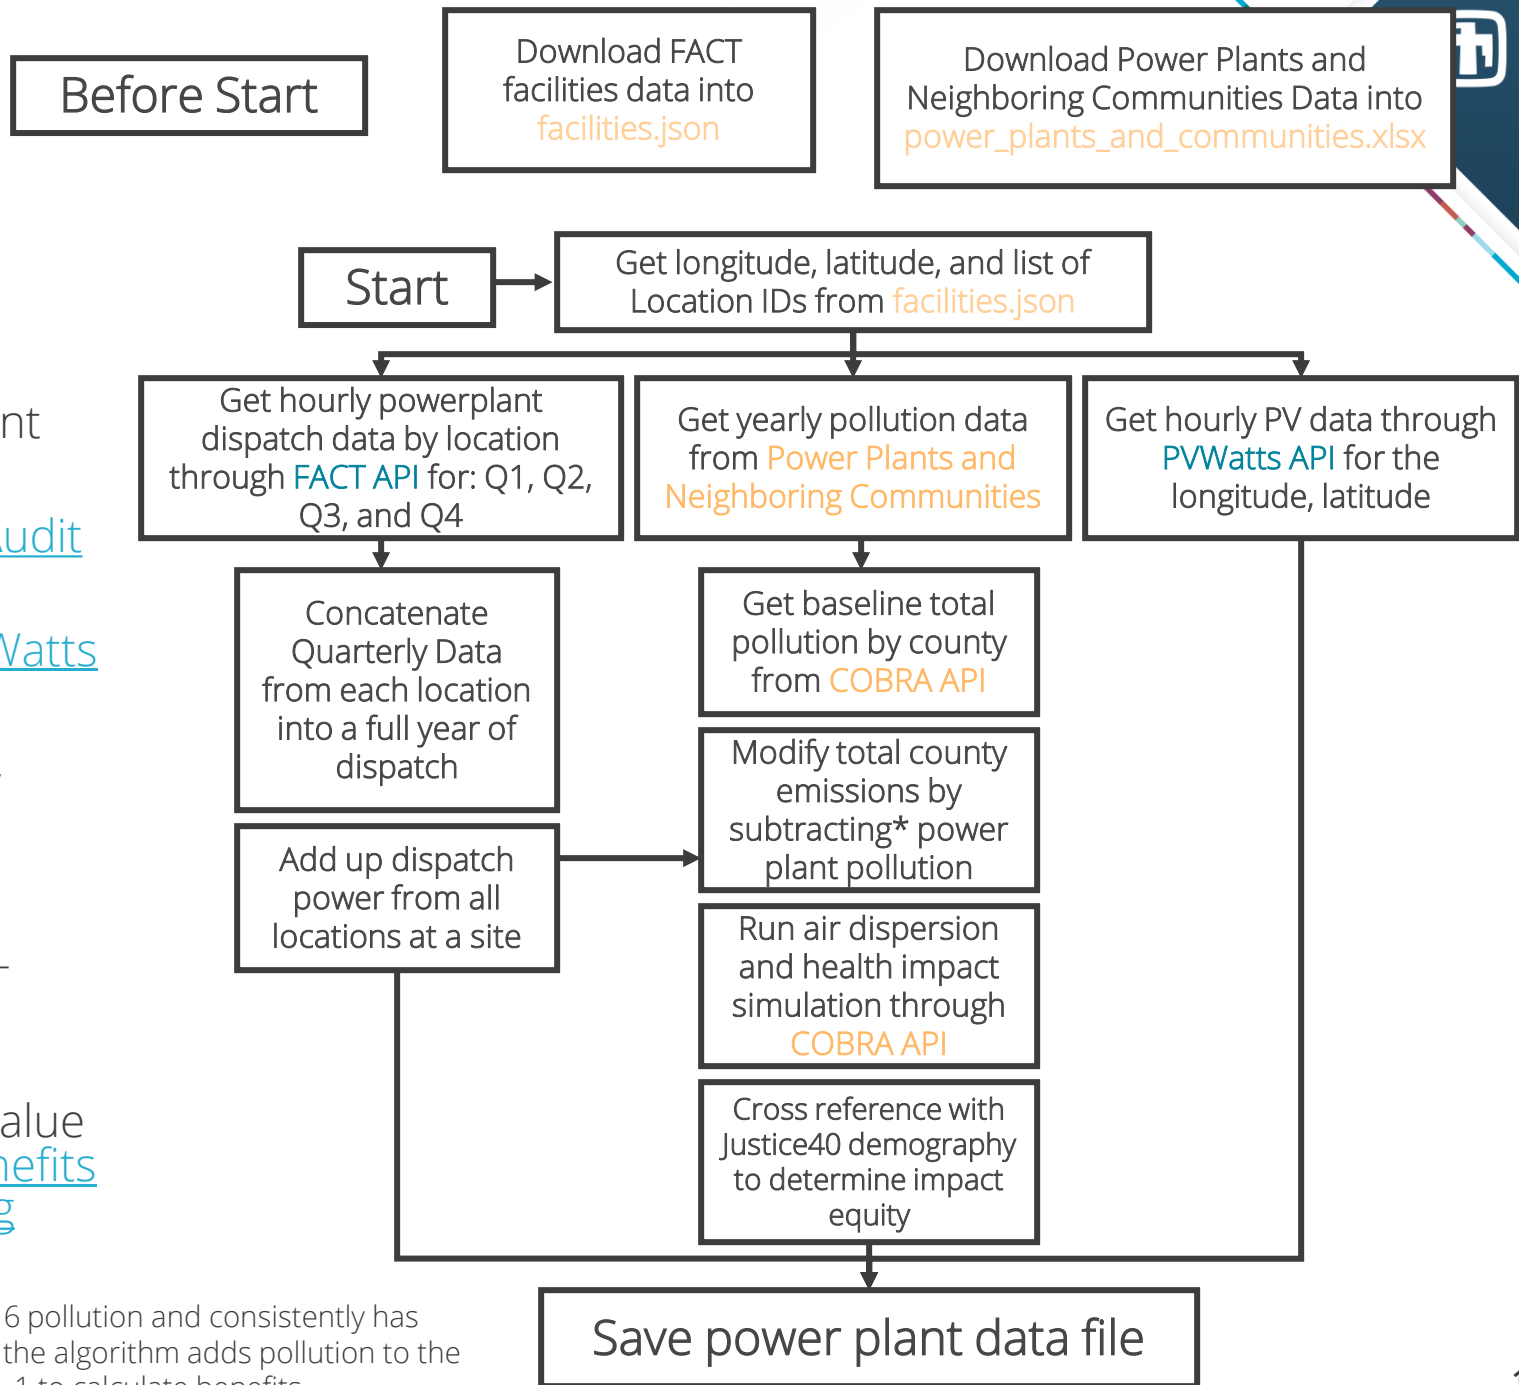 Before Start
Download FACT
facilities data into
facilities.json
Download Power Plants and
Neighboring Communities Data into
power_plants_and_communities.xlsx
Start
Get longitude, latitude, and list of
Location IDs from facilities.json
Get hourly powerplant
dispatch data by location
through FACT API for: Q1, Q2,
Q3, and Q4
Get yearly pollution data
from Power Plants and
Neighboring Communities
Get hourly PV data through
PVWatts API for the
longitude, latitude
Concatenate
Quarterly Data
from each location
into a full year of
dispatch
Add up dispatch
power from all
locations at a site
Get baseline total
pollution by county
from COBRA API
Modify total county
emissions by
subtracting* power
plant pollution
Run air dispersion
and health impact
simulation through
COBRA API
Cross reference with
Justice40 demography
to determine impact
equity
Save power plant data file
nt
Audit
Watts
alue
nefits
g
6 pollution and consistently has
the algorithm adds pollution to the
-1 to calculate benefits